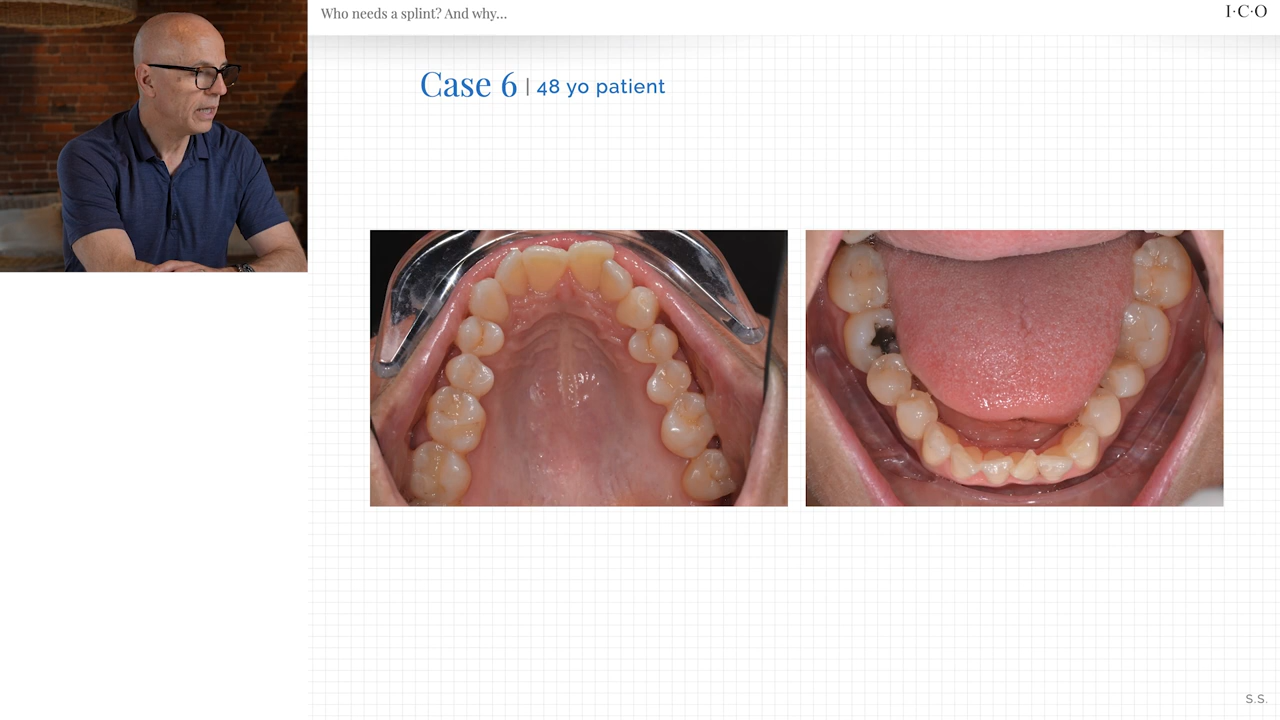 Who needs a splint? And why...
I·C·O
Case 6 | 48 yo patient
S.S.